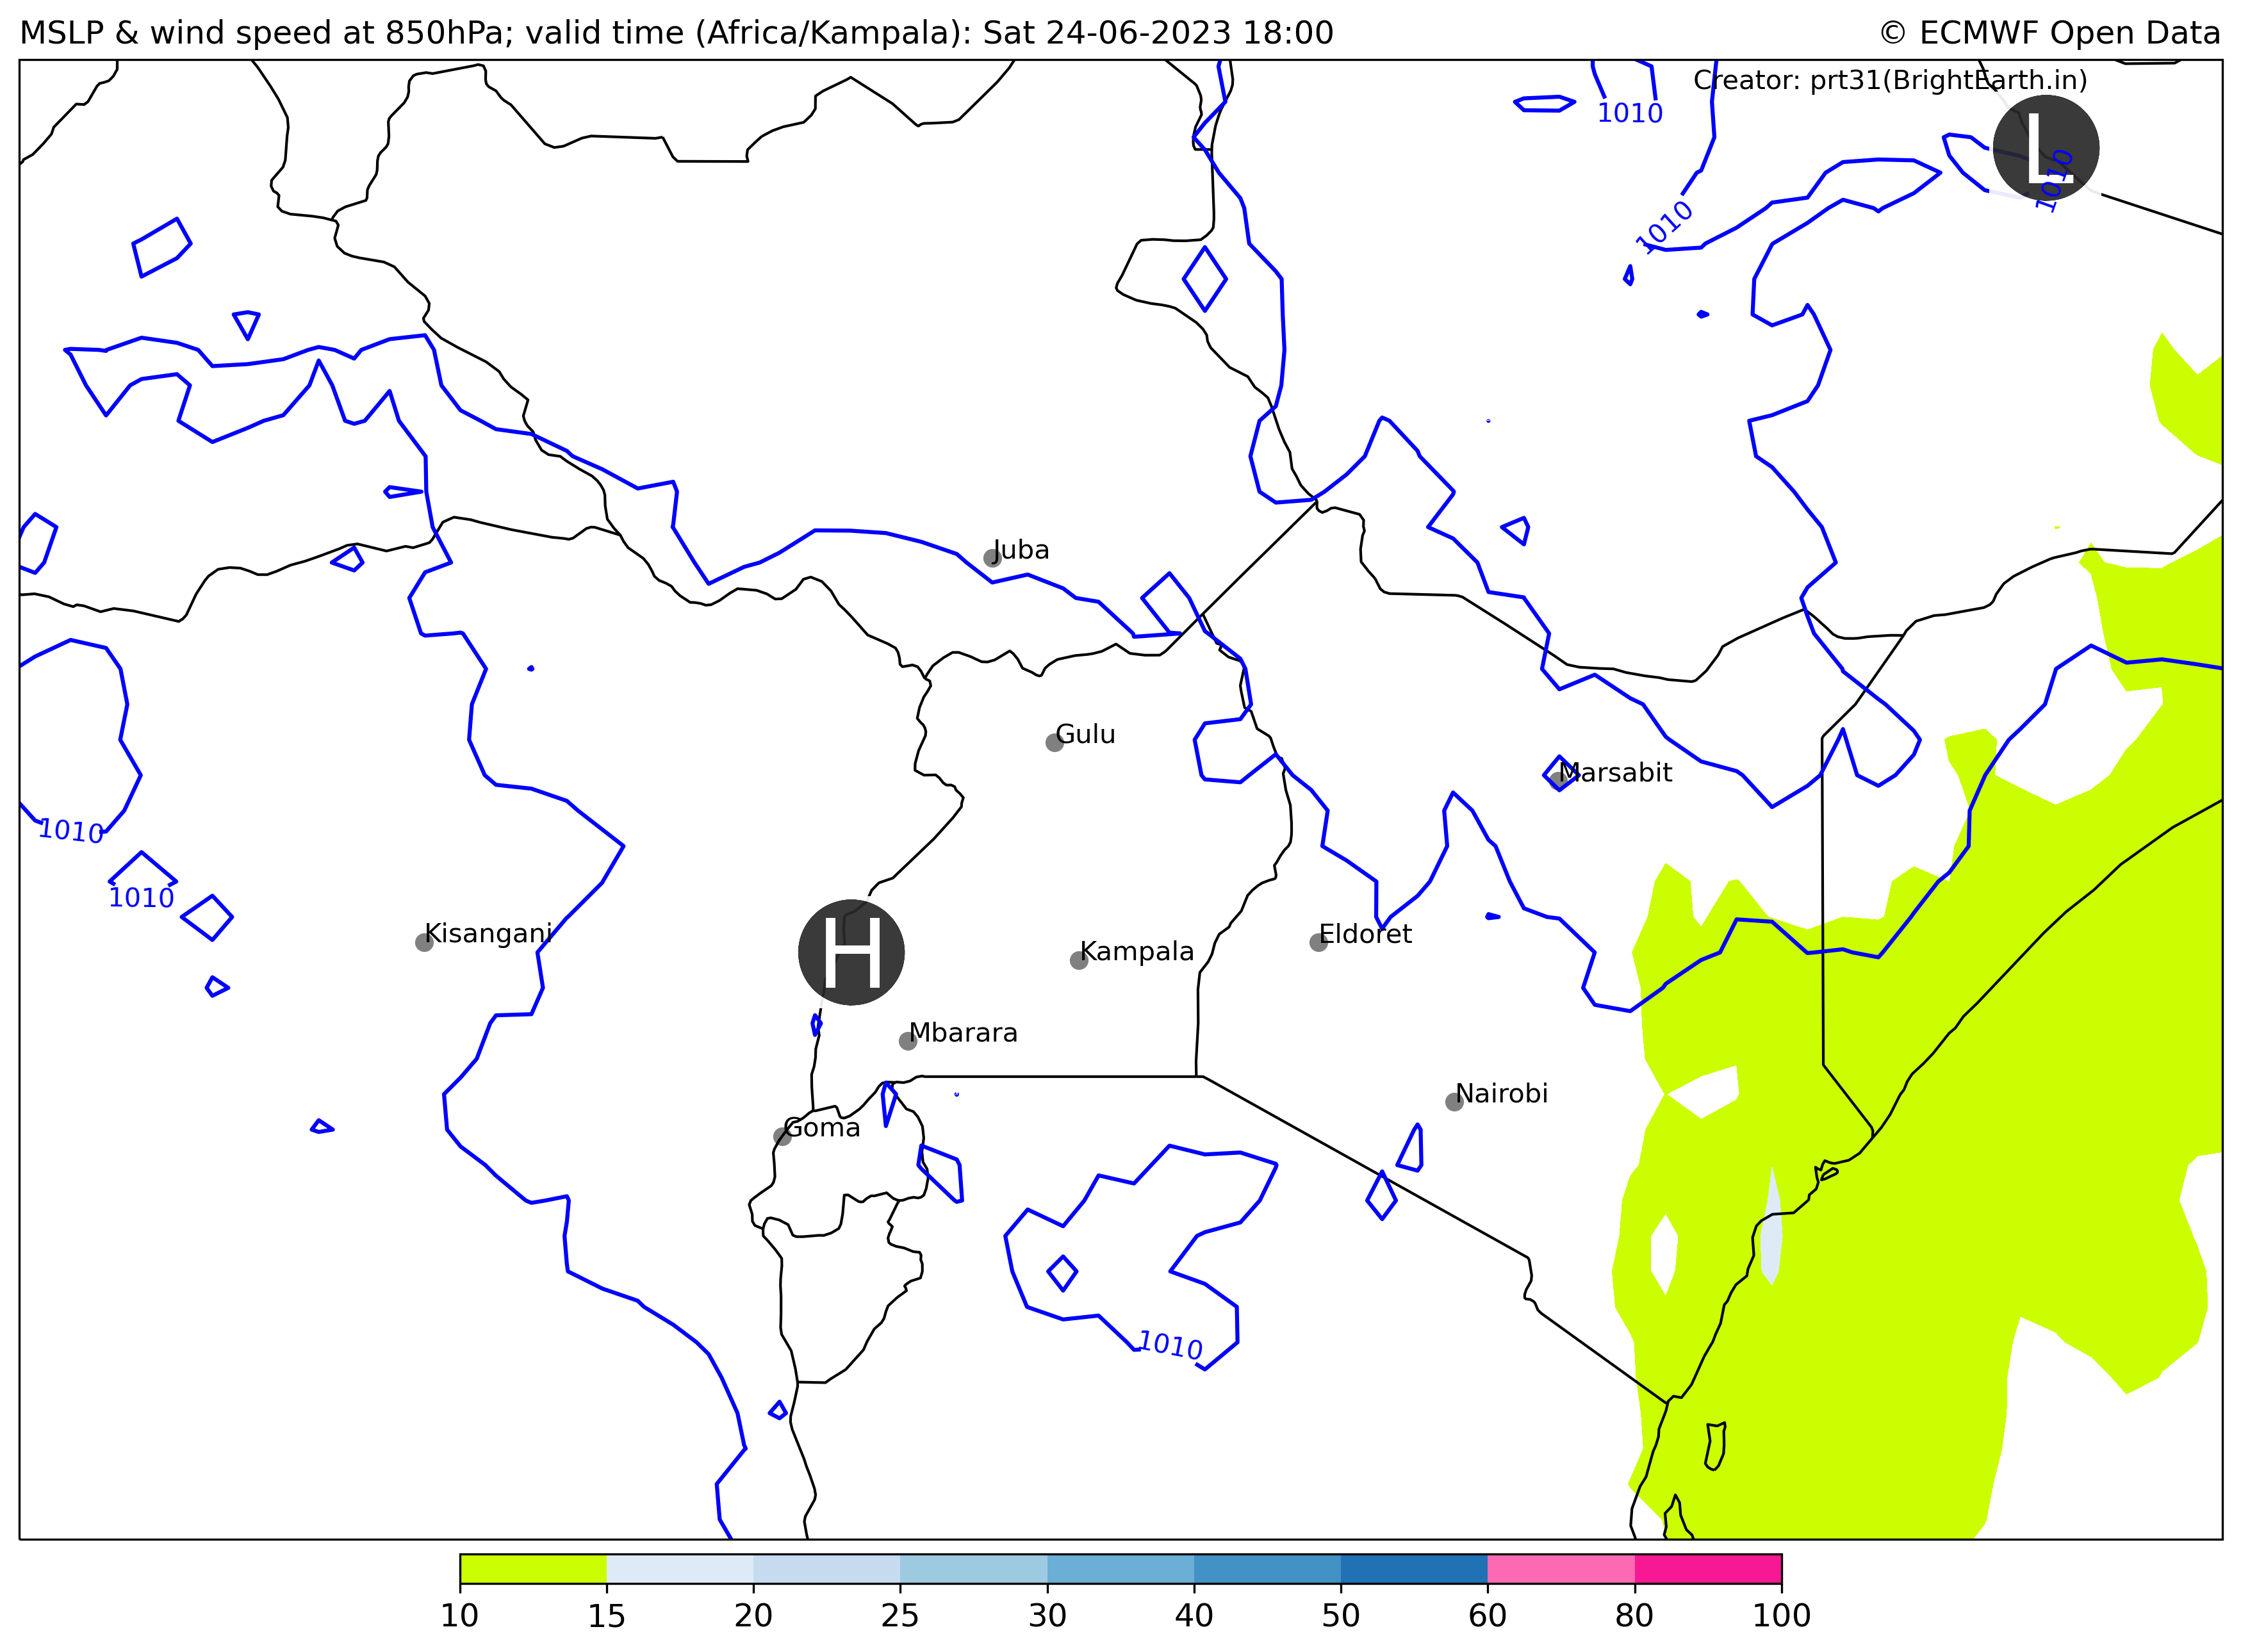 MSLP & wind speed at 850hPa; valid time (Africa/Kampala): Sat 24-06-2023 18:00
© ECMWF Open Data
Creator: prt31(BrightEarth.in)
1010
L
1010
1010
Juba
Gulu
Marsabit
1010
1010
Kisangani
H
Kampala
Eldoret
Mbarara
Nairobi
Goma
1010
10 15 20 25 30 40 50 60 80 100